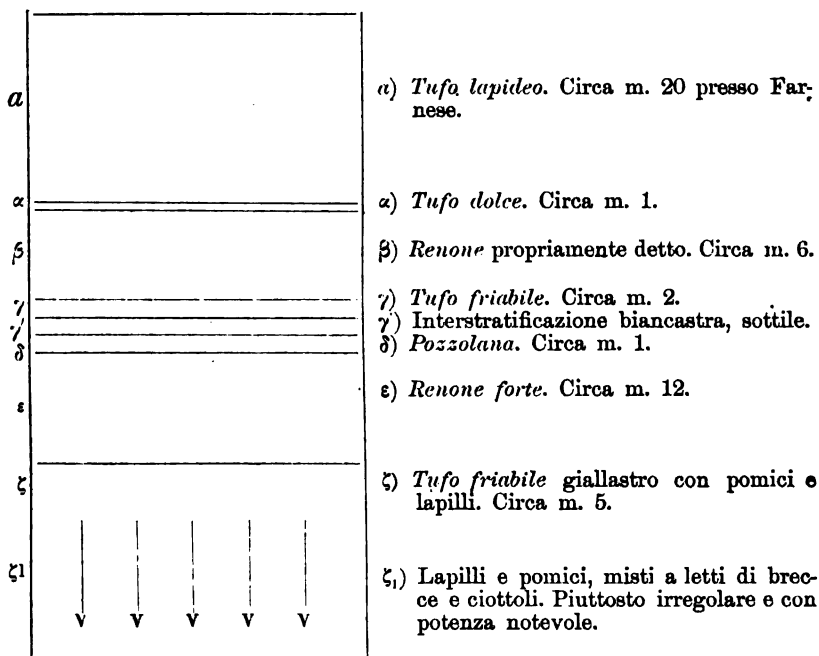 a
a) Tufo lapideo. Circa m. 20 presso Far-
nese.
α
α) Tufo dolce. Circa m. 1.
β
β) Renone propriamente detto. Circa m. 6.
γ
γ) Tufo friabile. Circa m. 2.
γ′
γ′) Interstratificazione biancastra, sottile.
δ
δ) Pozzolana. Circa m. 1.
ε
ε) Renone forte. Circa m. 12.
ζ
ζ) Tufo friabile giallastro con pomici e
lapilli. Circa m. 5.
ζ1
ζ₁) Lapilli e pomici, misti a letti di brec-
ce e ciottoli. Piuttosto irregolare e con
potenza notevole.
v v v v v